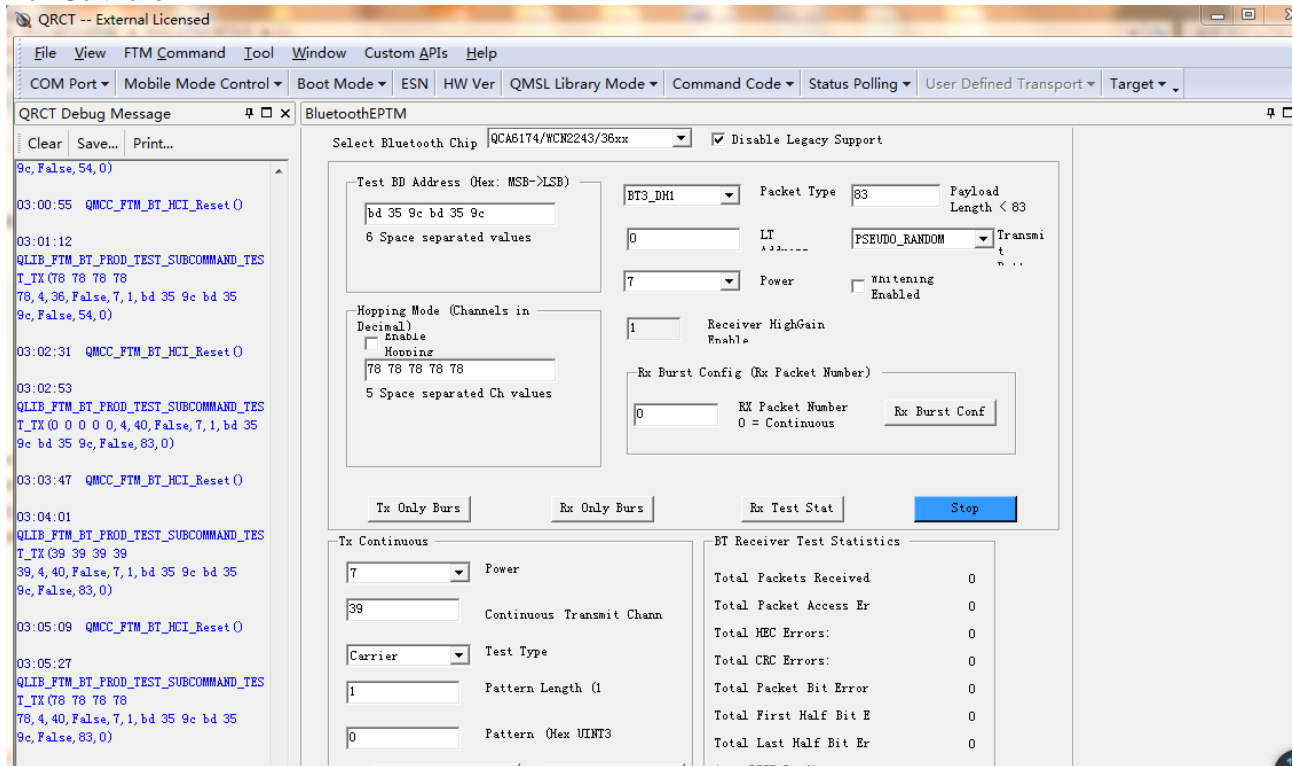 QRCT -- External Licensed
File View FTM Command Tool Window Custom APIs Help
COM Port Mobile Mode Control Boot Mode ESN HW Ver QMSL Library Mode Command Code Status Polling User Defined Transport Target
QRCT Debug Message
Clear Save... Print...
9c, False, 54, 0)
03:00:55 QMCC_FTM_BT_HCI_Reset()
03:01:12
QLIB_FTM_BT_PROD_TEST_SUBCOMMAND_TES
T_TX(78 78 78 78
78, 4, 36, False, 7, 1, bd 35 9c bd 35
9c, False, 54, 0)
03:02:31 QMCC_FTM_BT_HCI_Reset()
03:02:53
QLIB_FTM_BT_PROD_TEST_SUBCOMMAND_TES
T_TX(0 0 0 0 0, 4, 40, False, 7, 1, bd 35
9c bd 35 9c, False, 83, 0)
03:03:47 QMCC_FTM_BT_HCI_Reset()
03:04:01
QLIB_FTM_BT_PROD_TEST_SUBCOMMAND_TES
T_TX(39 39 39 39
39, 4, 40, False, 7, 1, bd 35 9c bd 35
9c, False, 83, 0)
03:05:09 QMCC_FTM_BT_HCI_Reset()
03:05:27
QLIB_FTM_BT_PROD_TEST_SUBCOMMAND_TES
T_TX(78 78 78 78
78, 4, 40, False, 7, 1, bd 35 9c bd 35
9c, False, 83, 0)
BluetoothEPTM
Select Bluetooth Chip QCA6174/WCN2243/36xx Disable Legacy Support
Test BD Address (Hex: MSB->LSB)
bd 35 9c bd 35 9c
6 Space separated values
Hopping Mode (Channels in
Decimal)
Enable
Hopping
78 78 78 78 78
5 Space separated Ch values
BT3_DH1 Packet Type 83 Payload
Length < 83
0 LT PSEUDO_RANDOM Transmi
t
7 Power Whitening
Enabled
1 Receiver HighGain
Enable
Rx Burst Config (Rx Packet Number)
0 RX Packet Number
0 = Continuous
Rx Burst Conf
Tx Only Burs Rx Only Burs Rx Test Stat Stop
Tx Continuous
7 Power
39 Continuous Transmit Chann
Carrier Test Type
1 Pattern Length (1
0 Pattern (Hex UINT3
BT Receiver Test Statistics
Total Packets Received 0
Total Packet Access Er 0
Total HEC Errors: 0
Total CRC Errors: 0
Total Packet Bit Error 0
Total First Half Bit E 0
Total Last Half Bit Er 0